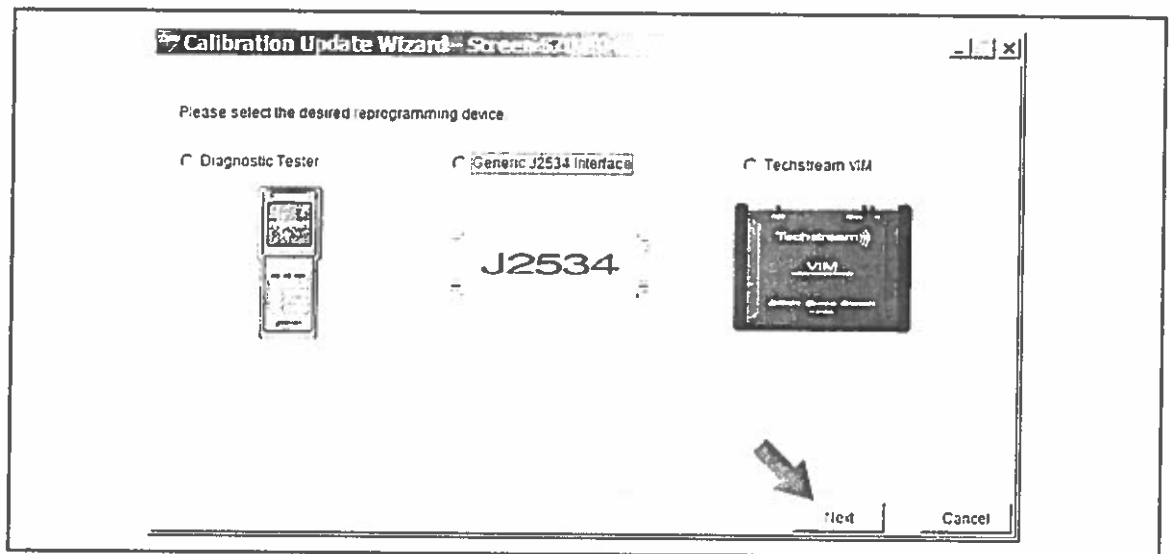 Calibration Update Wizard - Screen
Please select the desired reprogramming device
Diagnostic Tester
Generic J2534 Interface
Techstream VIM
J2534
Techstream
VIM
Next
Cancel